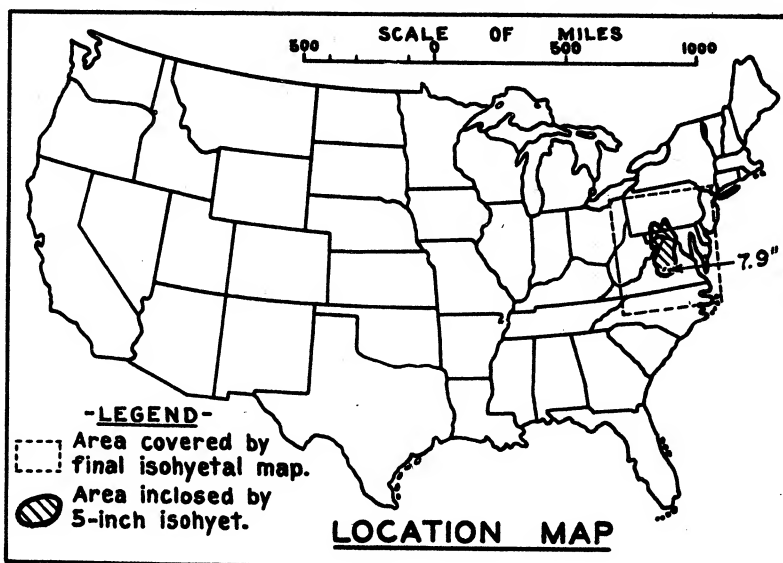 SCALE OF MILES
500 0 500 1000
7.9"
-LEGEND-
Area covered by
final isohyetal map.
Area inclosed by
5-inch isohyet.
LOCATION MAP